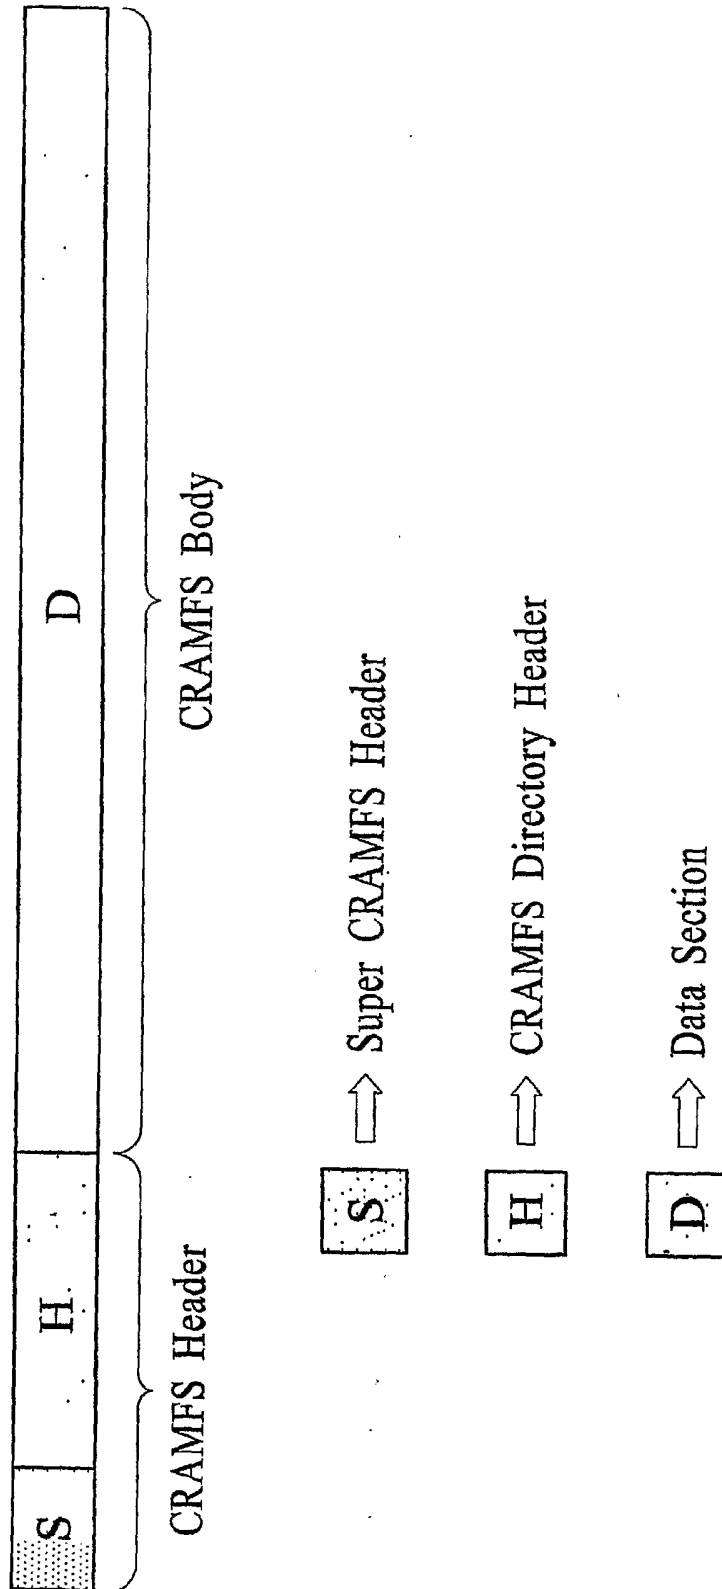 S H D
CRAMFS Header CRAMFS Body
S ⇨ Super CRAMFS Header
H ⇨ CRAMFS Directory Header
D ⇨ Data Section